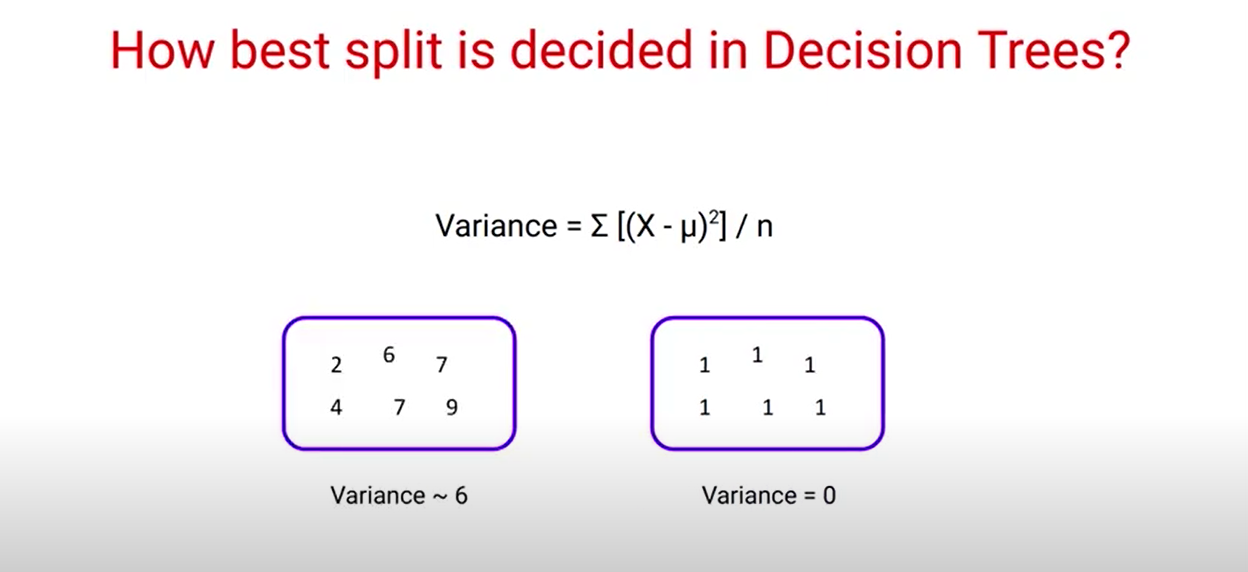 How best split is decided in Decision Trees?
Variance = Σ [(X - μ)²] / n
2 6 7
4 7 9
1 1 1
1 1 1
Variance ~ 6
Variance = 0